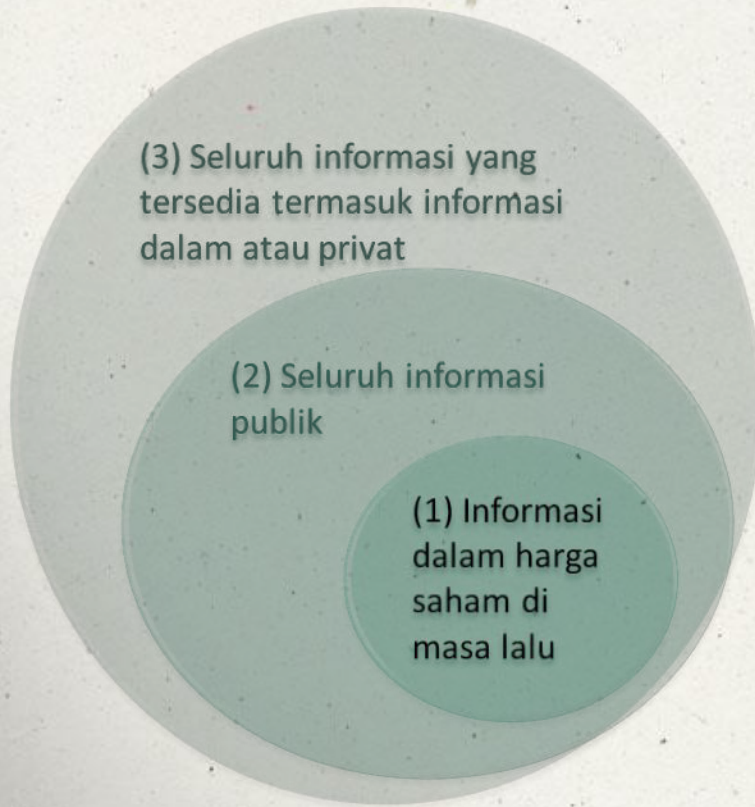 (3) Seluruh informasi yang
tersedia termasuk informasi
dalam atau privat
(2) Seluruh informasi
publik
(1) Informasi
dalam harga
saham di
masa lalu